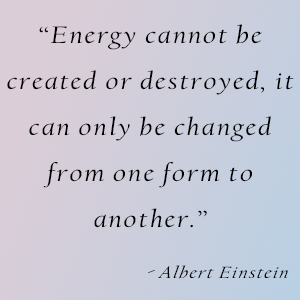 “Energy cannot be
created or destroyed, it
can only be changed
from one form to
another.”
~Albert Einstein